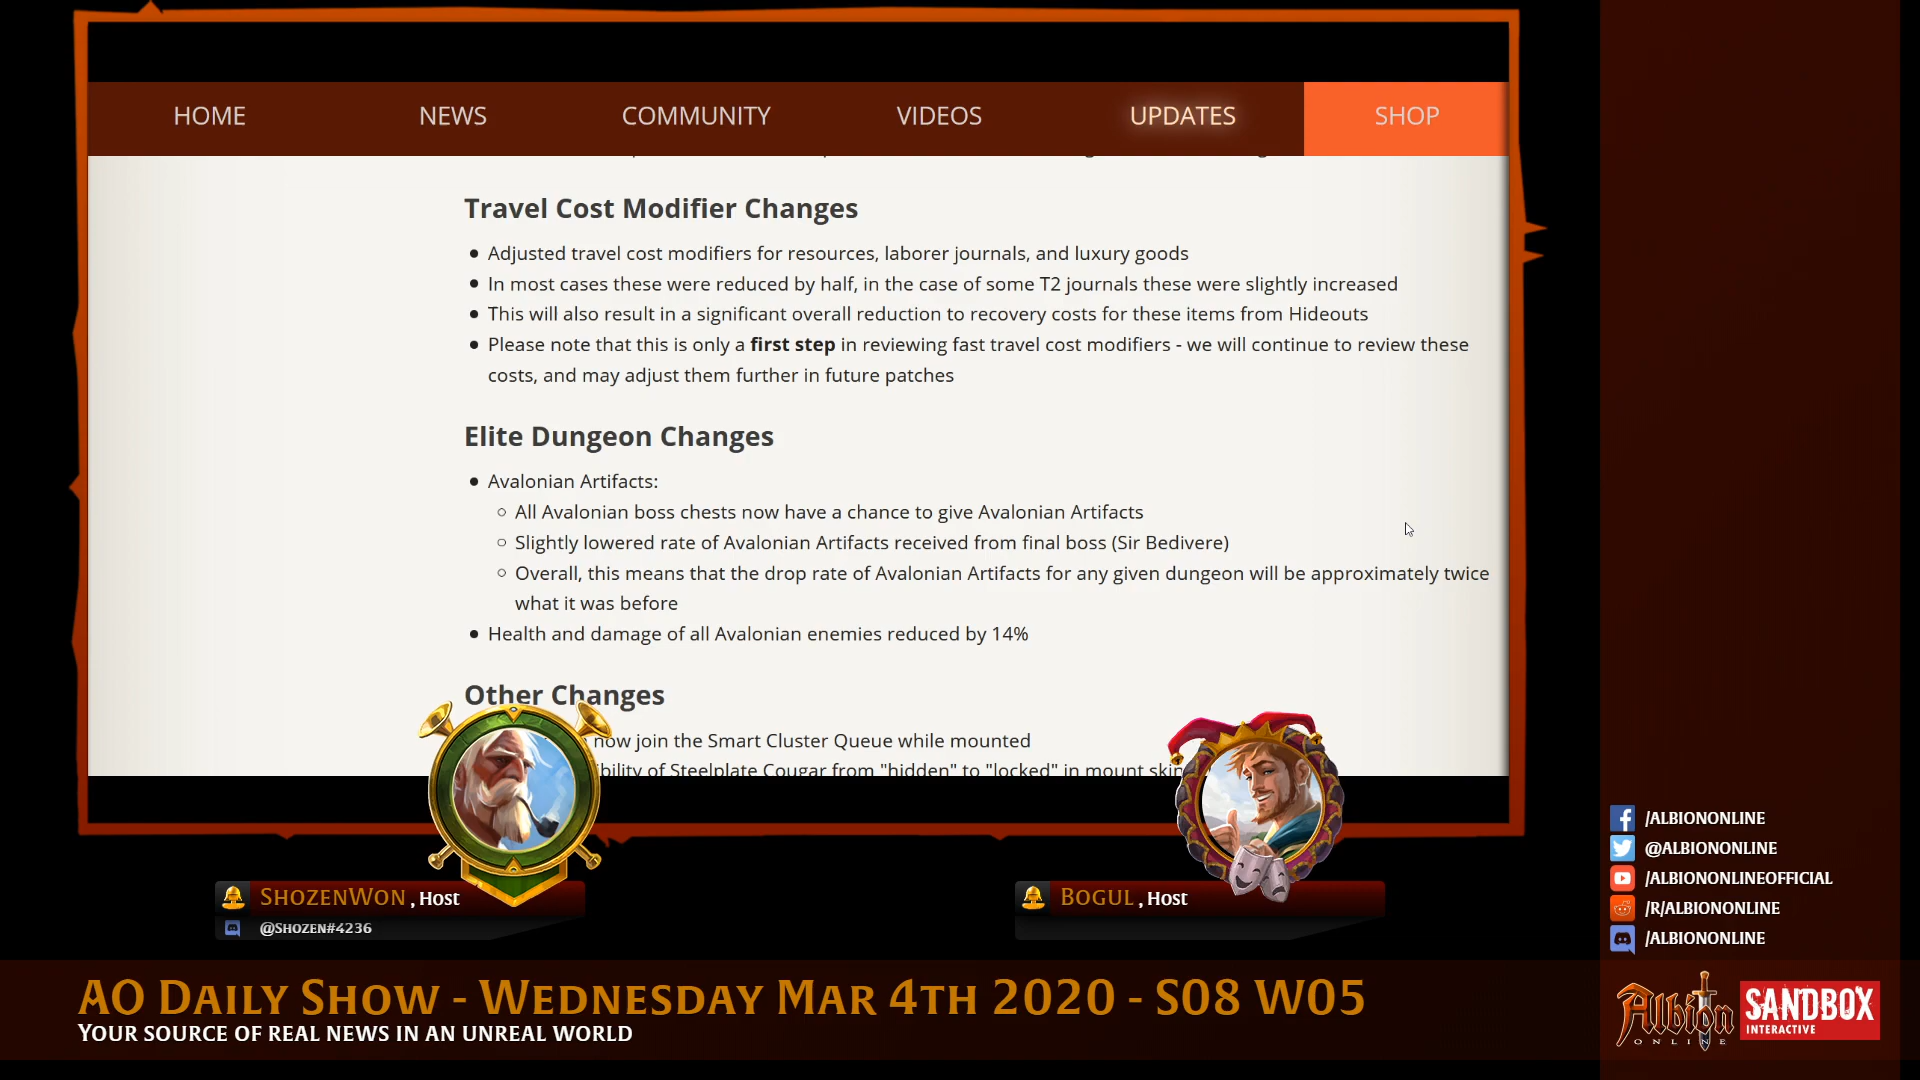 HOME NEWS COMMUNITY VIDEOS UPDATES SHOP
Travel Cost Modifier Changes
● Adjusted travel cost modifiers for resources, laborer journals, and luxury goods
● In most cases these were reduced by half, in the case of some T2 journals these were slightly increased
● This will also result in a significant overall reduction to recovery costs for these items from Hideouts
● Please note that this is only a first step in reviewing fast travel cost modifiers - we will continue to review these
costs, and may adjust them further in future patches
Elite Dungeon Changes
● Avalonian Artifacts:
○ All Avalonian boss chests now have a chance to give Avalonian Artifacts
○ Slightly lowered rate of Avalonian Artifacts received from final boss (Sir Bedivere)
○ Overall, this means that the drop rate of Avalonian Artifacts for any given dungeon will be approximately twice
what it was before
● Health and damage of all Avalonian enemies reduced by 14%
Other Changes
now join the Smart Cluster Queue while mounted
of Steelplate Cougar from "hidden" to "locked" in mount
ShozenWon , Host
@Shozen#4236
Bogul , Host
/ALBIONONLINE
@ALBIONONLINE
/ALBIONONLINEOFFICIAL
/R/ALBIONONLINE
/ALBIONONLINE
AO Daily Show - Wednesday Mar 4th 2020 - S08 W05
Your source of real news in an unreal world
Albion
ONLINE
SANDBOX
INTERACTIVE